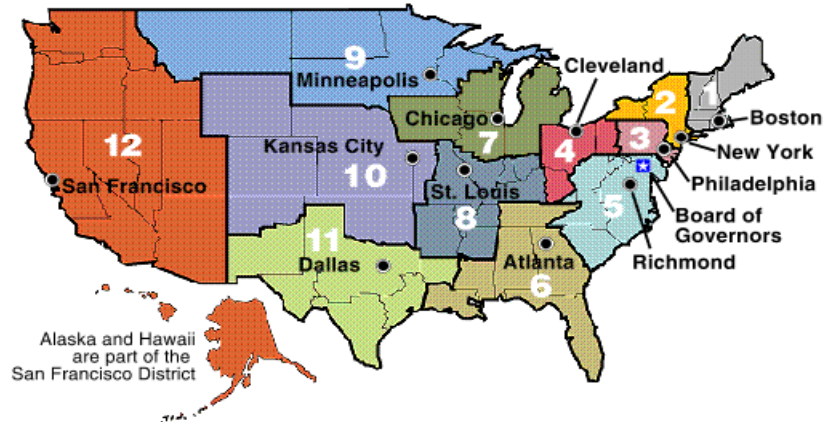 Cleveland
9
Minneapolis
2
1
Chicago
7
Boston
12
Kansas City
4
3
New York
10
San Francisco
St. Louis
Philadelphia
8
5
Board of
Governors
11
Dallas
Atlanta
6
Richmond
Alaska and Hawaii
are part of the
San Francisco District